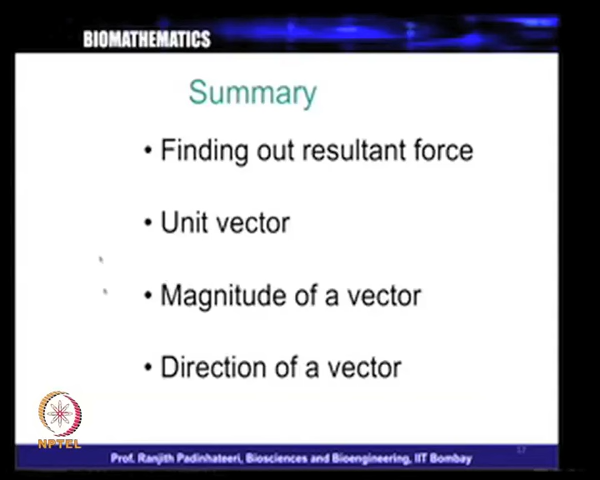 BIOMATHEMATICS
Summary
• Finding out resultant force
• Unit vector
• Magnitude of a vector
• Direction of a vector
NPTEL
Prof. Ranjith Padinhateeri, Biosciences and Bioengineering, IIT Bombay